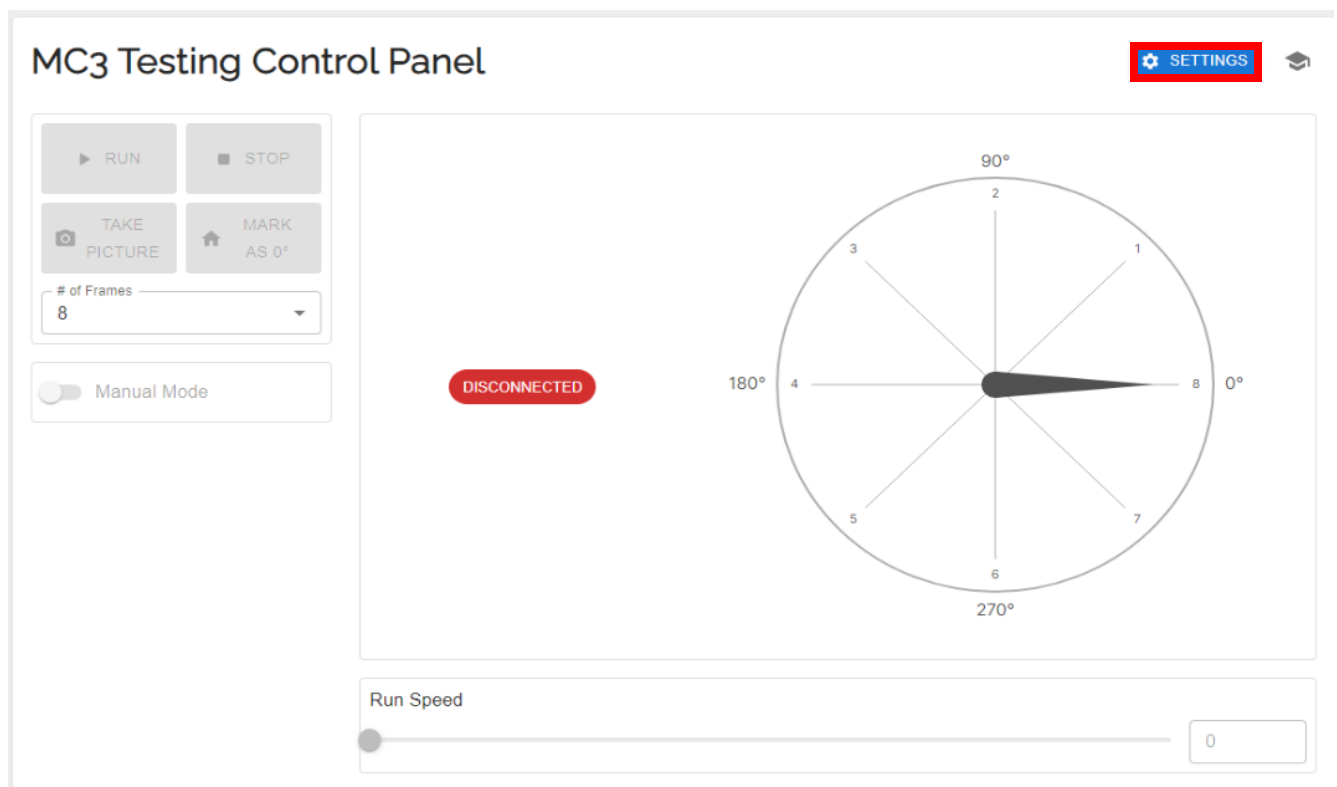 MC3 Testing Control Panel
SETTINGS
RUN
STOP
TAKE
PICTURE
MARK
AS 0°
# of Frames
8
Manual Mode
DISCONNECTED
90°
2
3
1
180°
4
8
0°
5
7
6
270°
Run Speed
0